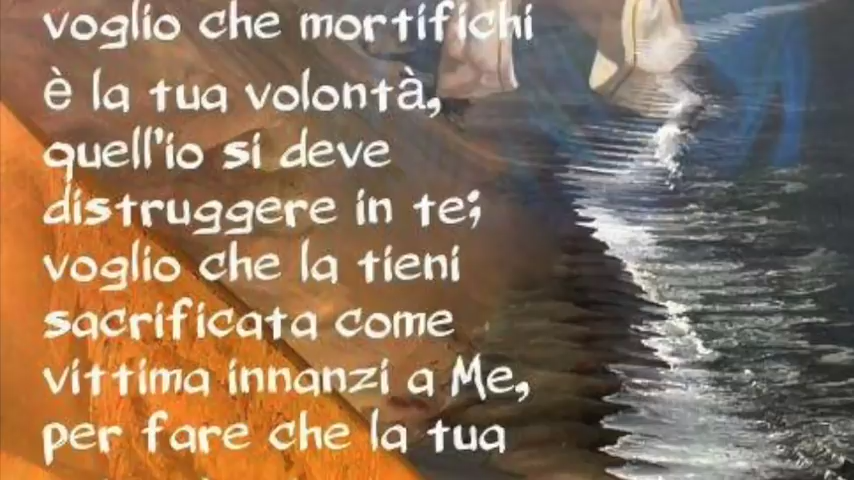 voglio che mortifichi
è la tua volontà,
quell'io si deve
distruggere in te;
voglio che la tieni
sacrificata come
vittima innanzi a Me,
per fare che la tua